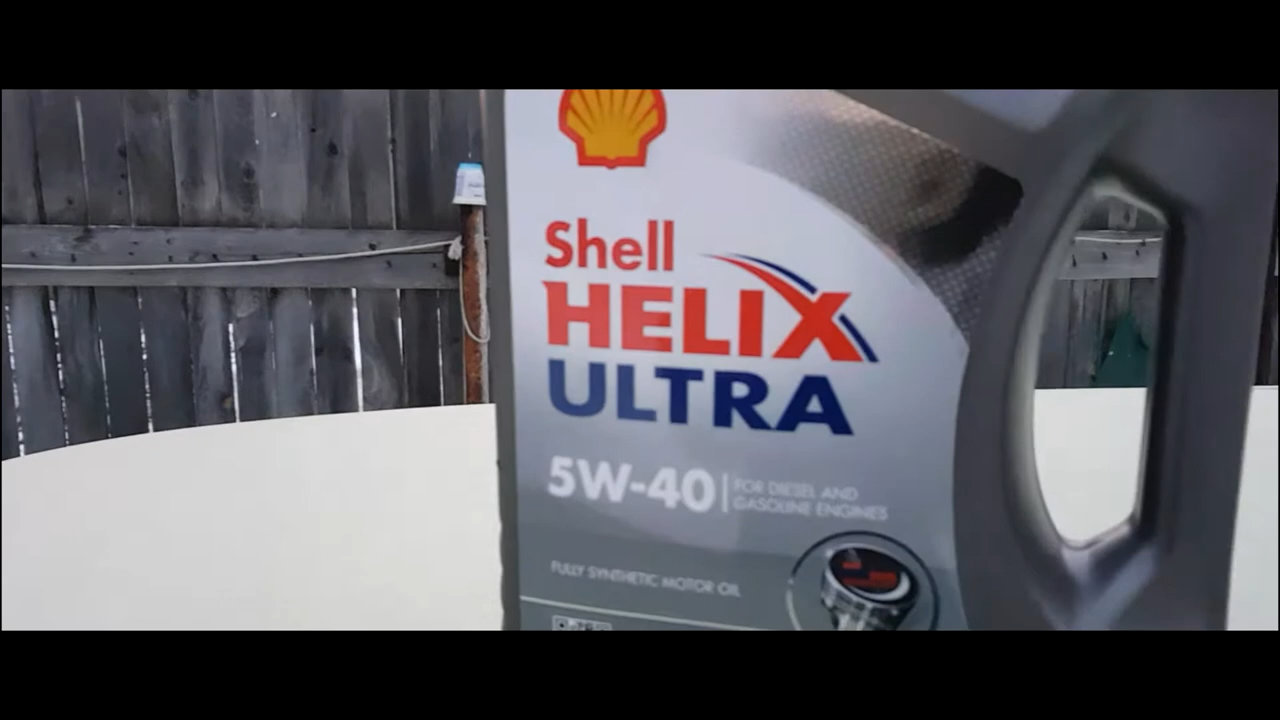 Shell
HELIX
ULTRA
5W-40
FOR DIESEL AND
GASOLINE ENGINES
FULLY SYNTHETIC MOTOR OIL